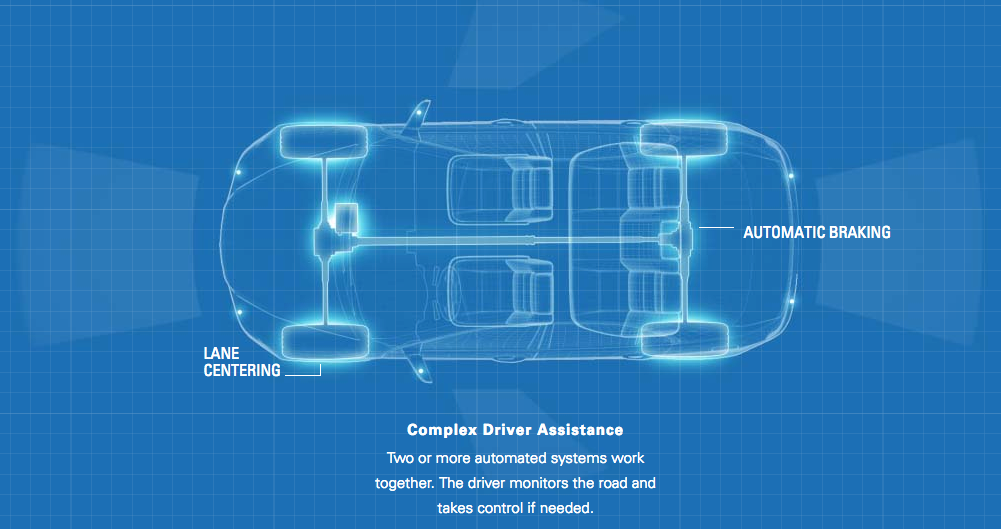 AUTOMATIC BRAKING
LANE
CENTERING
Complex Driver Assistance
Two or more automated systems work
together. The driver monitors the road and
takes control if needed.